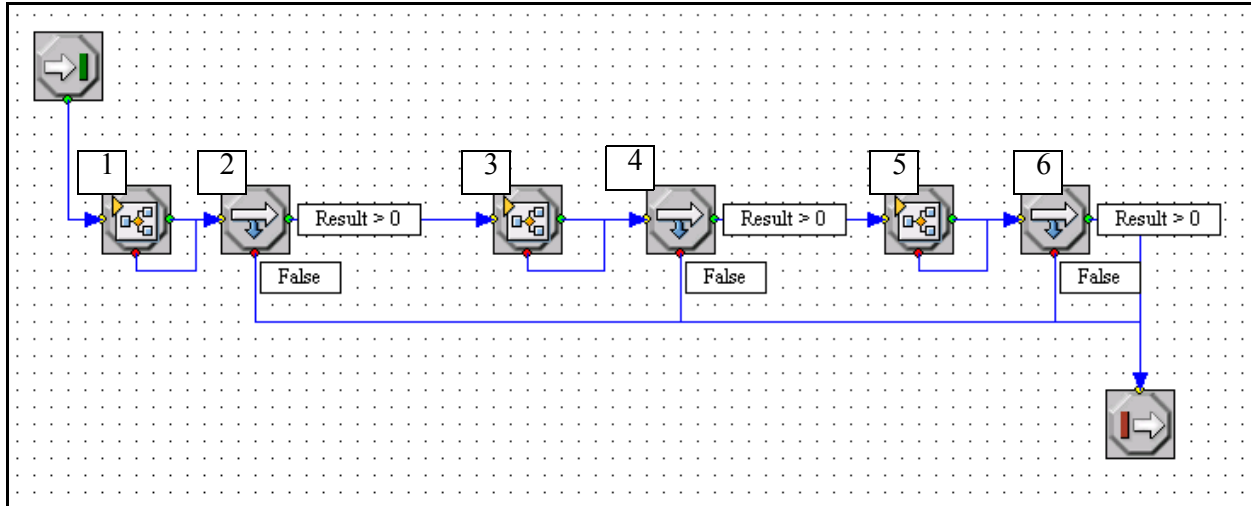 1
2
3
4
5
6
Result > 0
Result > 0
Result > 0
False
False
False